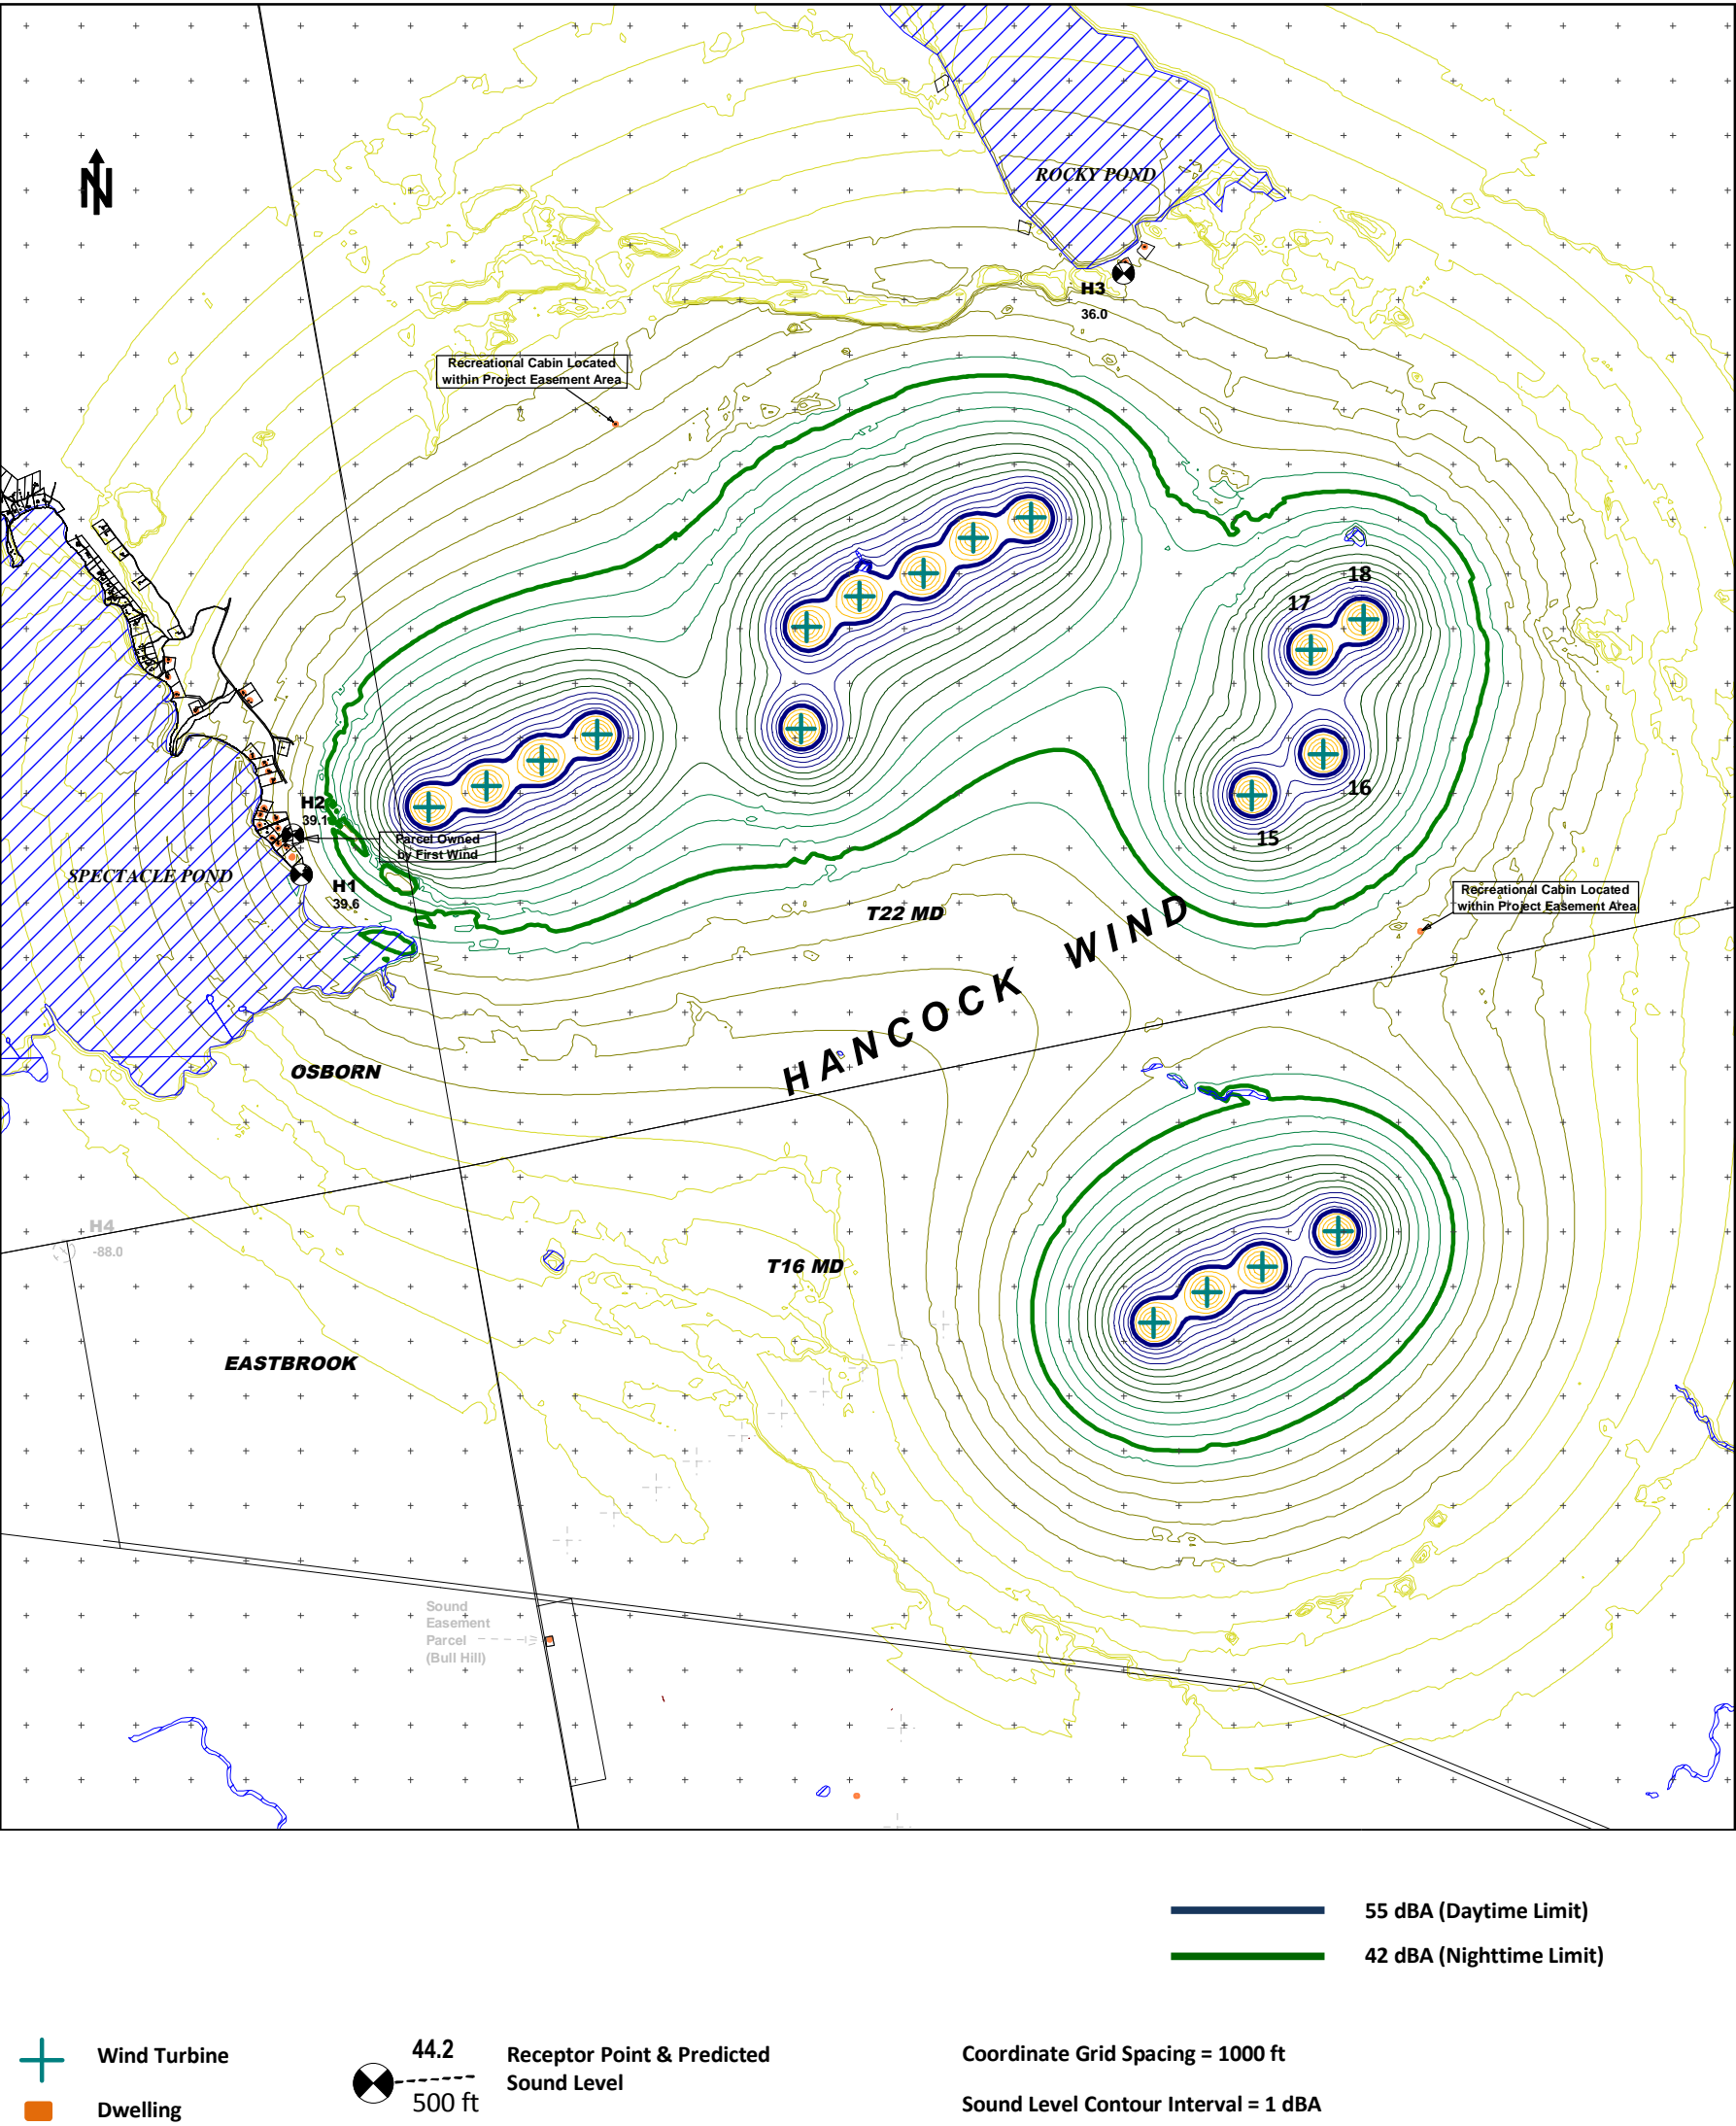 N
ROCKY POND
H3
36.0
Recreational Cabin Located
within Project Easement Area
18
17
16
15
H2
39.1
Parcel Owned
by First Wind
SPECTACLE POND
H1
39.6
T22 MD
HANCOCK WIND
Recreational Cabin Located
within Project Easement Area
OSBORN
H4
-88.0
T16 MD
EASTBROOK
Sound
Easement
Parcel
(Bull Hill)
55 dBA (Daytime Limit)
42 dBA (Nighttime Limit)
Wind Turbine
Dwelling
44.2
500 ft
Receptor Point & Predicted
Sound Level
Coordinate Grid Spacing = 1000 ft
Sound Level Contour Interval = 1 dBA